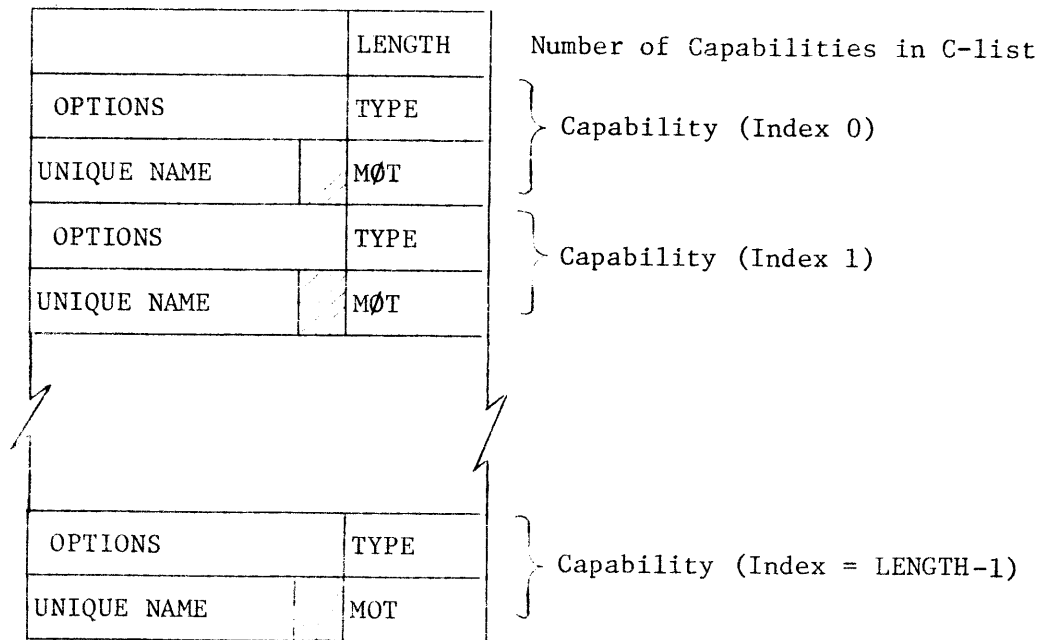 LENGTH Number of Capabilities in C-list
OPTIONS TYPE
Capability (Index 0)
UNIQUE NAME MØT
OPTIONS TYPE
Capability (Index 1)
UNIQUE NAME MØT
OPTIONS TYPE
Capability (Index = LENGTH-1)
UNIQUE NAME MOT